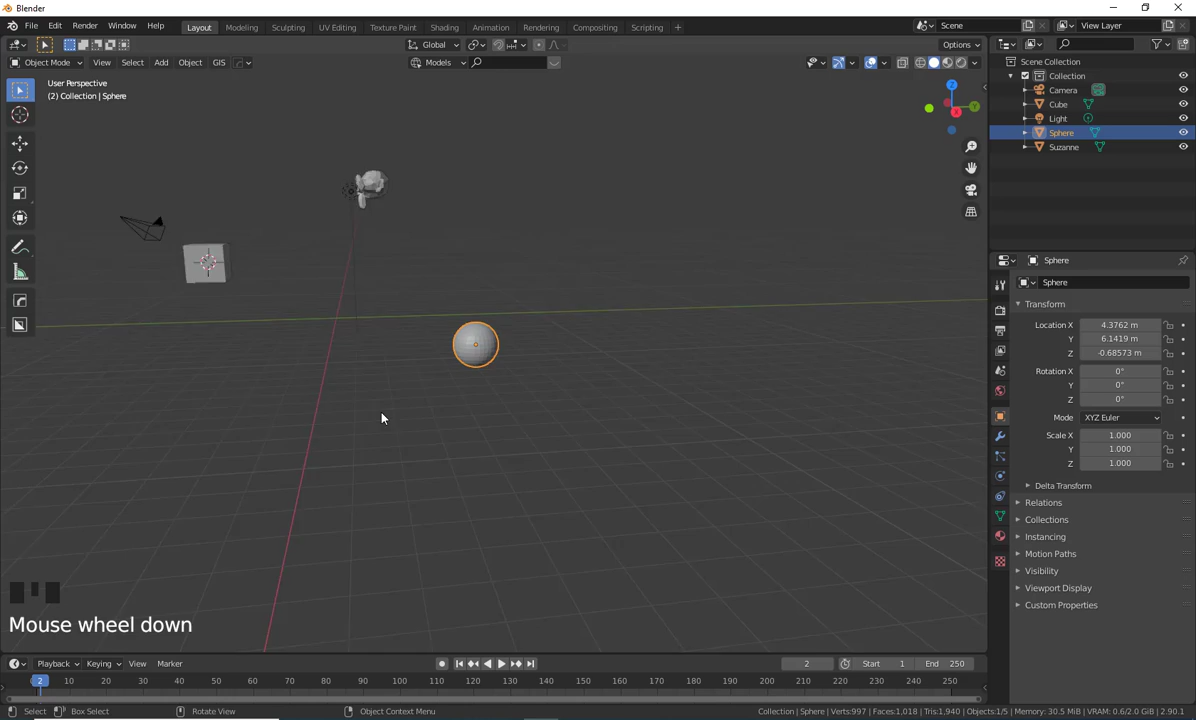 Blender
File Edit Render Window Help Layout Modeling Sculpting UV Editing Texture Paint Shading Animation Rendering Compositing Scripting + Scene View Layer
Global Options
Object Mode View Select Add Object GIS Models
User Perspective
(2) Collection | Sphere
Z
Y
X
Scene Collection
Collection
Camera
Cube
Light
Sphere
Suzanne
Sphere
Sphere
Transform
Location X 4.3762 m
Y 6.1419 m
Z -0.68573 m
Rotation X 0°
Y 0°
Z 0°
Mode XYZ Euler
Scale X 1.000
Y 1.000
Z 1.000
Delta Transform
Relations
Collections
Instancing
Motion Paths
Visibility
Viewport Display
Custom Properties
Mouse wheel down
Playback Keying View Marker 2 Start 1 End 250
2 10 20 30 40 50 60 70 80 90 100 110 120 130 140 150 160 170 180 190 200 210 220 230 240 250
Select Box Select Rotate View Object Context Menu Collection | Sphere | Verts:997 | Faces:1,018 | Tris:1,940 | Objects:1/5 | Memory: 30.5 MiB | VRAM: 0.6/2.0 GiB | 2.90.1